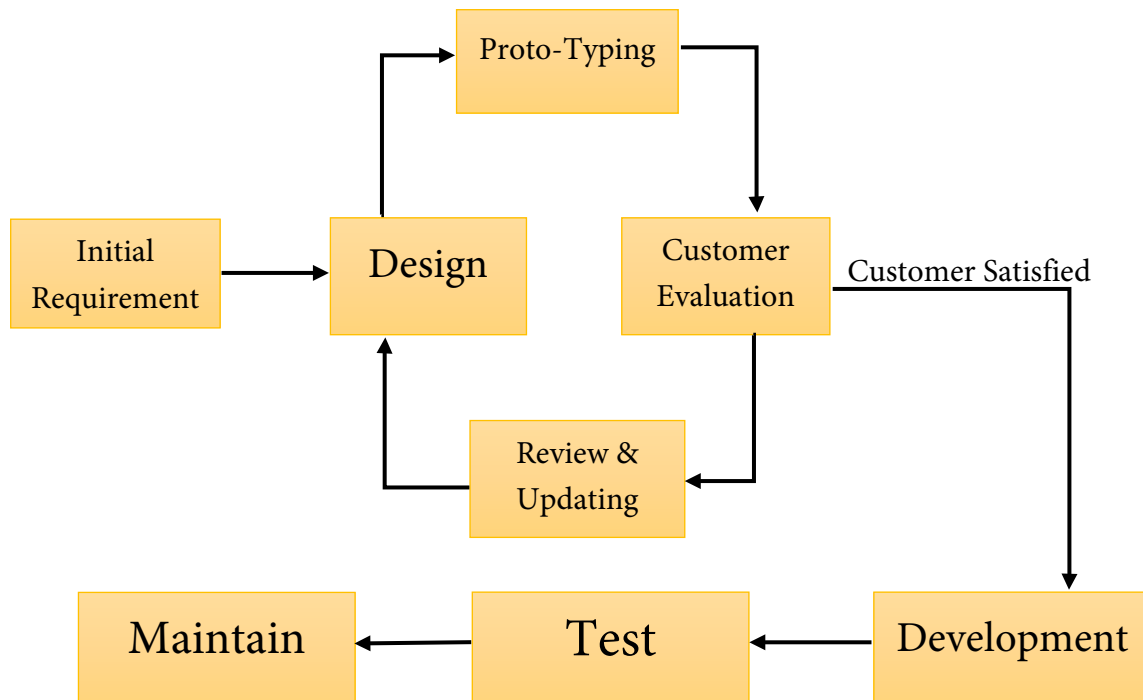 Proto-Typing
Initial
Requirement
Design
Customer
Evaluation
Customer Satisfied
Review &
Updating
Maintain
Test
Development